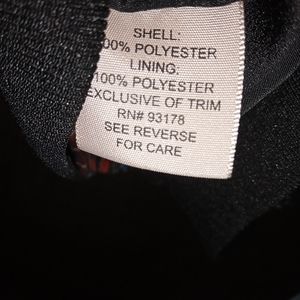 SHELL:
00% POLYESTER
LINING:
100% POLYESTER
EXCLUSIVE OF TRIM
RN# 93178
SEE REVERSE
FOR CARE